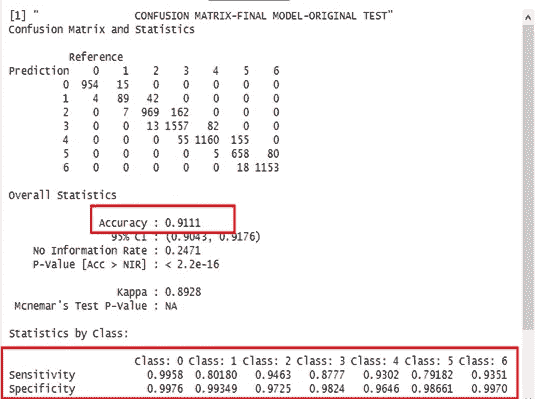 [1] " CONFUSION MATRIX-FINAL MODEL-ORIGINAL TEST"
Confusion Matrix and Statistics
Reference
Prediction 0 1 2 3 4 5 6
0 954 15 0 0 0 0 0
1 4 89 42 0 0 0 0
2 0 7 969 162 0 0 0
3 0 0 13 1557 82 0 0
4 0 0 0 55 1160 155 0
5 0 0 0 0 5 658 80
6 0 0 0 0 0 18 1153
Overall Statistics
Accuracy : 0.9111
95% CI : (0.9043, 0.9176)
No Information Rate : 0.2471
P-Value [Acc > NIR] : < 2.2e-16
Kappa : 0.8928
Mcnemar's Test P-Value : NA
Statistics by Class:
Class: 0 Class: 1 Class: 2 Class: 3 Class: 4 Class: 5 Class: 6
Sensitivity 0.9958 0.80180 0.9463 0.8777 0.9302 0.79182 0.9351
Specificity 0.9976 0.99349 0.9725 0.9824 0.9646 0.98661 0.9970